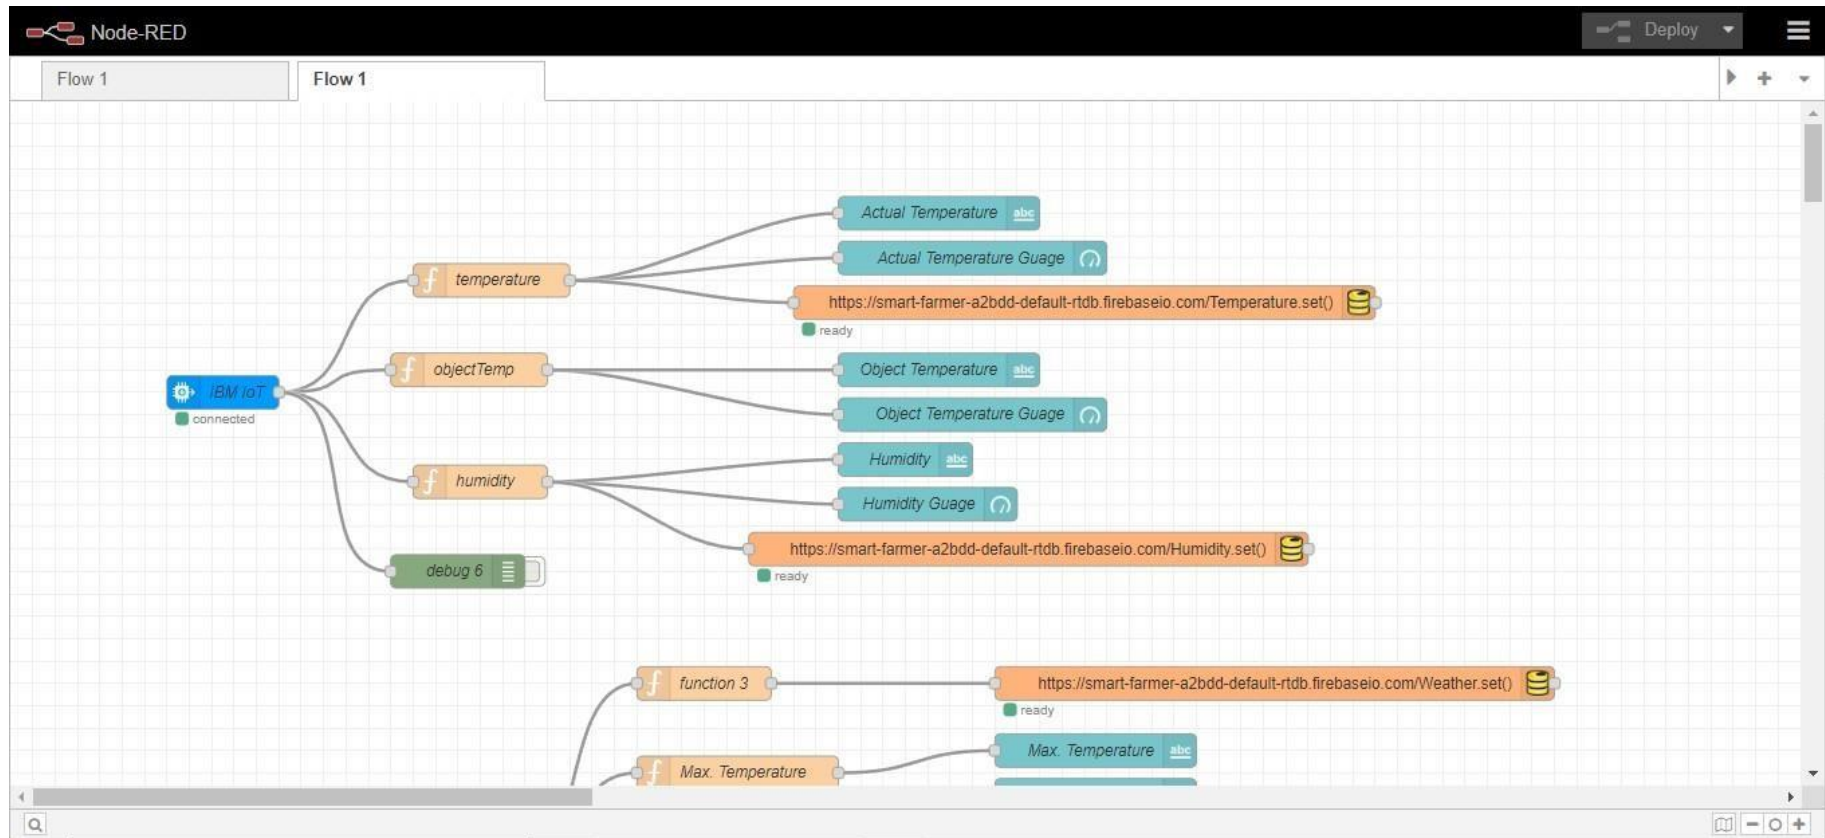 Node-RED
Deploy
Flow 1
Flow 1
Actual Temperature abc
Actual Temperature Guage
temperature
https://smart-farmer-a2bdd-default-rtdb.firebaseio.com/Temperature.set()
ready
objectTemp
Object Temperature abc
IBM IoT
connected
Object Temperature Guage
Humidity abc
humidity
Humidity Guage
https://smart-farmer-a2bdd-default-rtdb.firebaseio.com/Humidity.set()
debug 6
ready
function 3
https://smart-farmer-a2bdd-default-rtdb.firebaseio.com/Weather.set()
ready
Max. Temperature abc
Max. Temperature